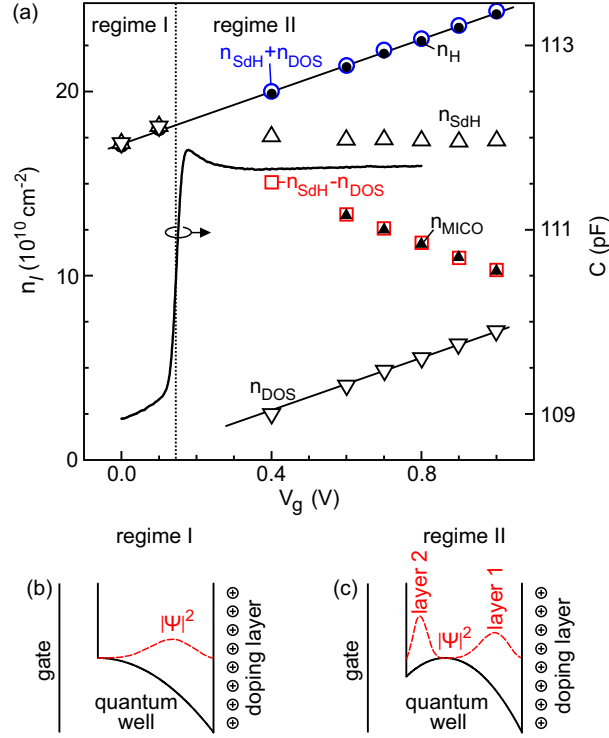 (a)
regime I
regime II
n_SdH+n_DOS
n_H
n_SdH
-n_SdH-n_DOS
n_MICO
n_DOS
n_I (10^10 cm^-2)
20
10
0
C (pF)
113
111
109
0.0
0.4
0.8
V_g (V)
regime I
regime II
(b)
gate
|Ψ|^2
quantum
well
doping layer
⊕
⊕
⊕
⊕
⊕
⊕
⊕
⊕
(c)
gate
layer 2
|Ψ|^2
layer 1
quantum
well
doping layer
⊕
⊕
⊕
⊕
⊕
⊕
⊕
⊕